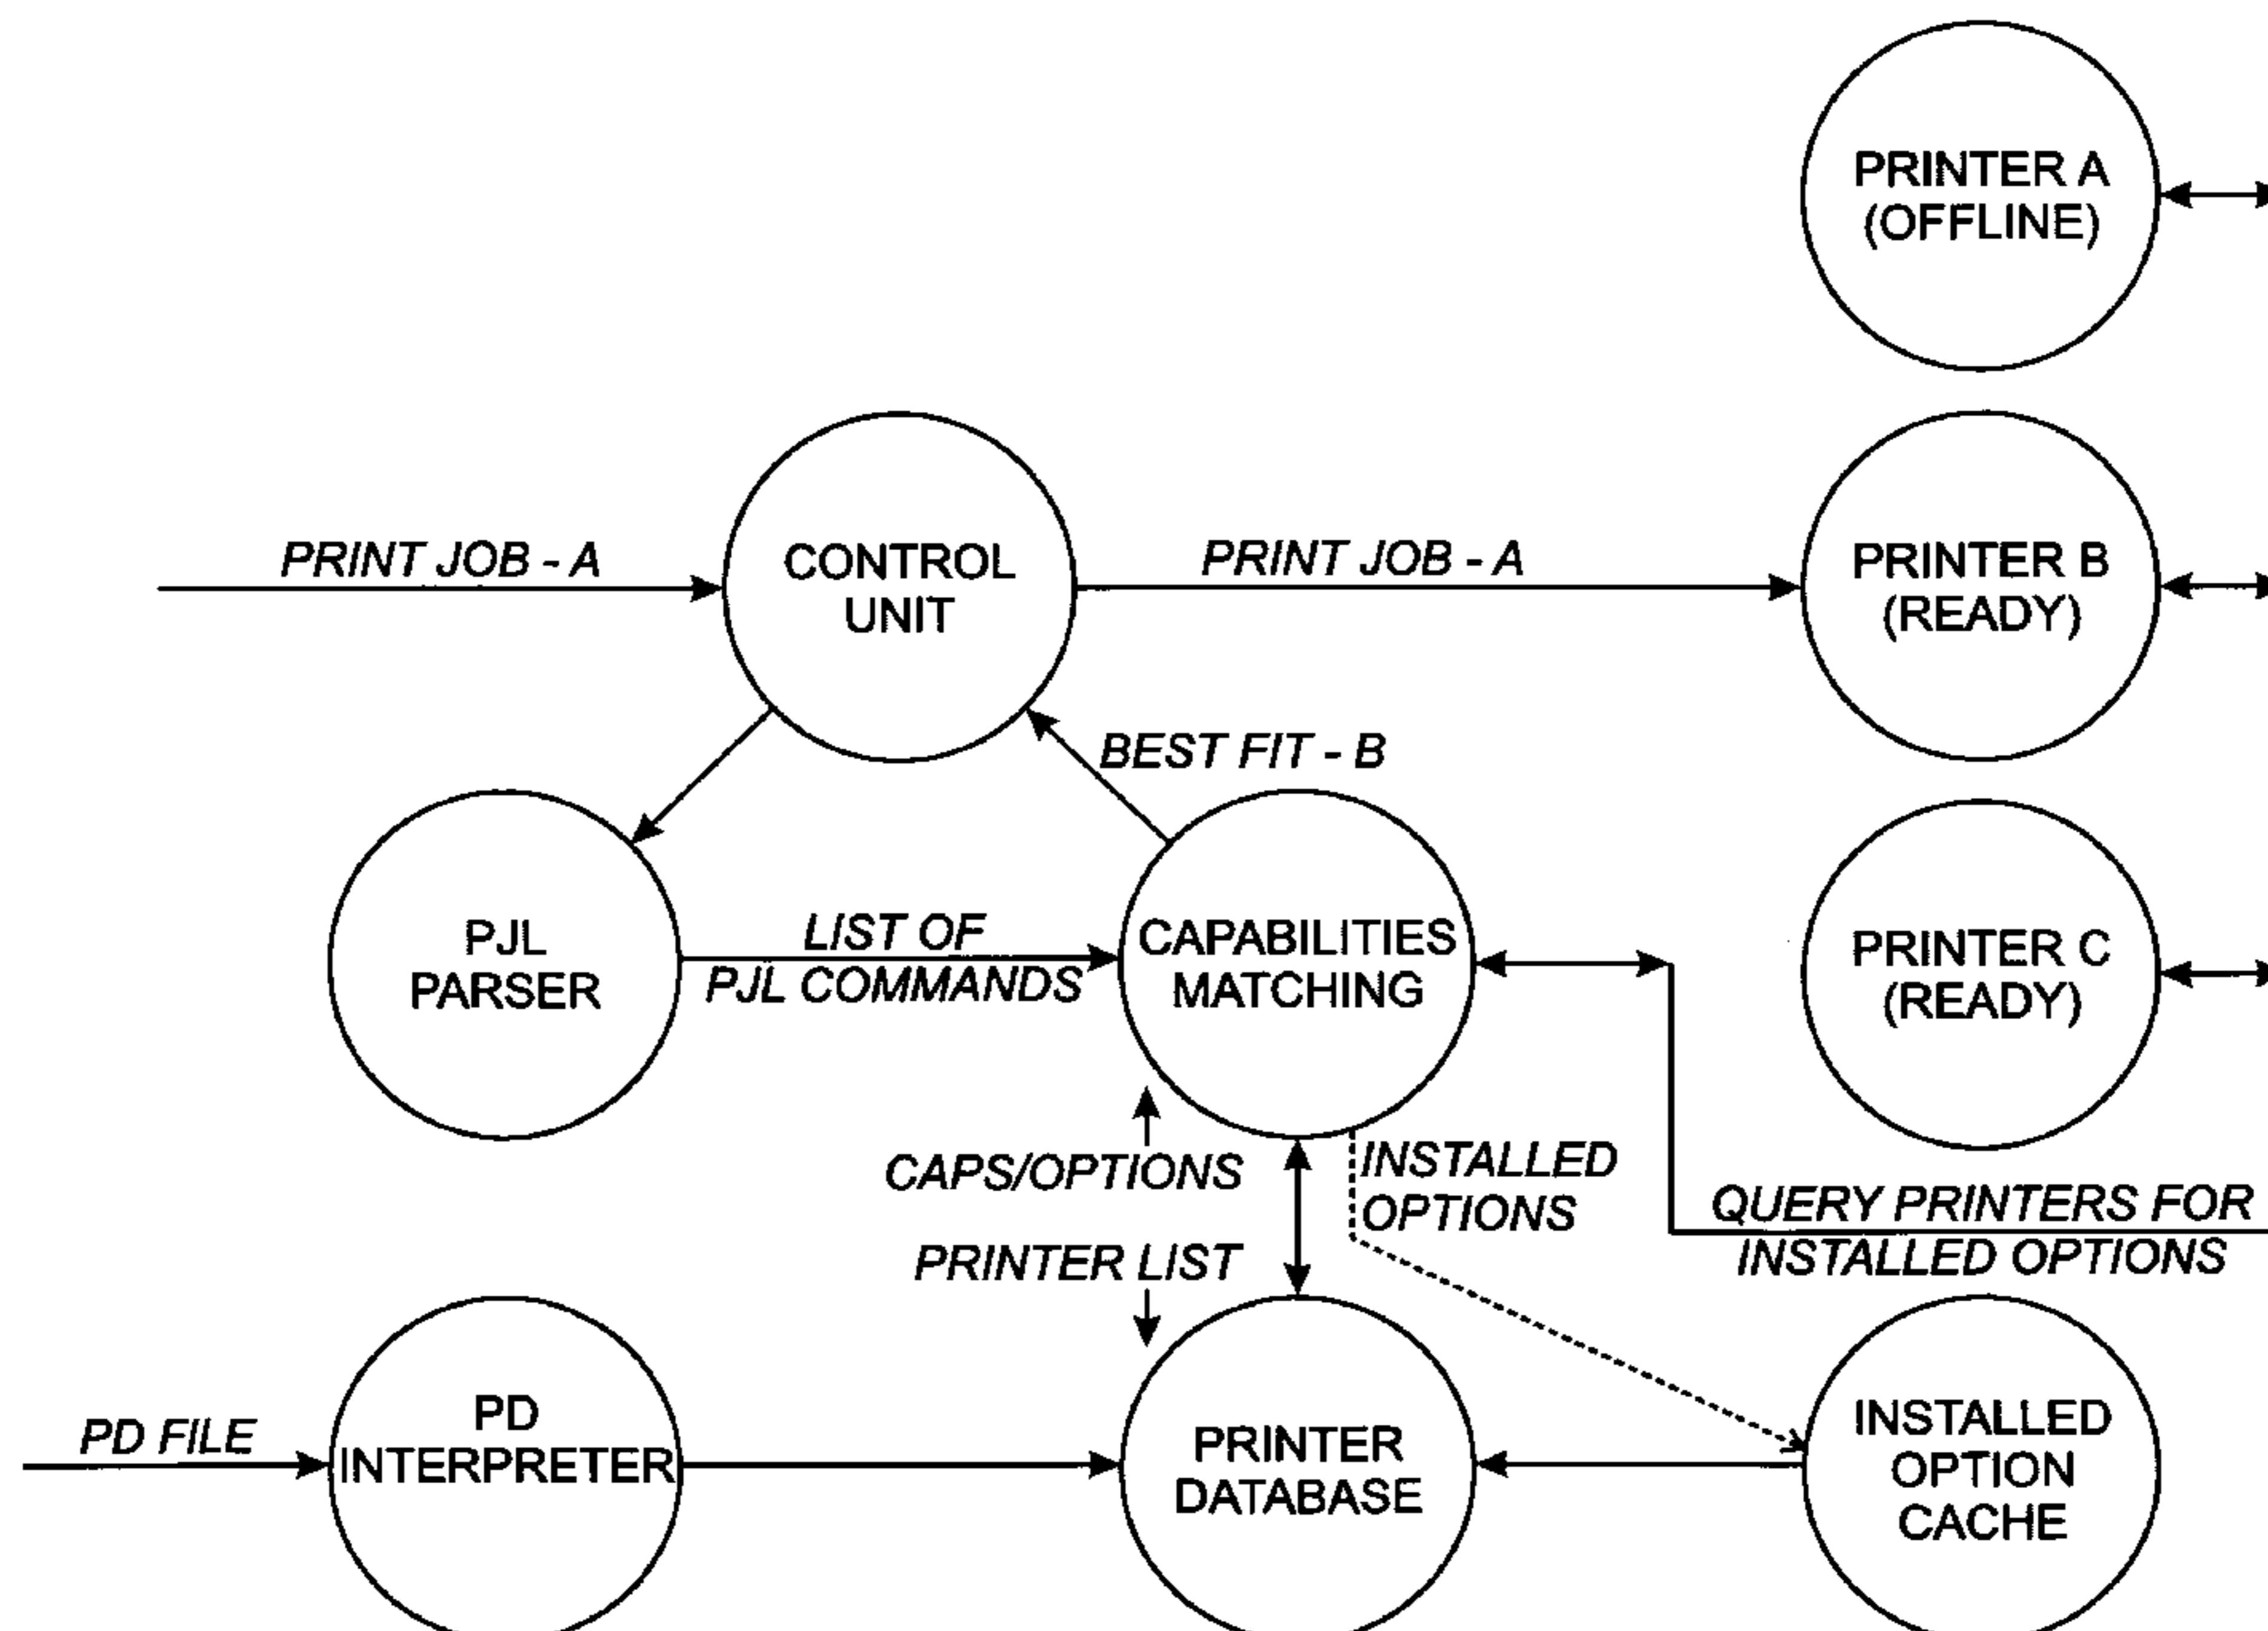 PRINTER A
(OFFLINE)
PRINT JOB - A
CONTROL
UNIT
PRINT JOB - A
PRINTER B
(READY)
BEST FIT - B
PJL
PARSER
LIST OF
PJL COMMANDS
CAPABILITIES
MATCHING
PRINTER C
(READY)
CAPS/OPTIONS
INSTALLED
OPTIONS
PRINTER LIST
QUERY PRINTERS FOR
INSTALLED OPTIONS
PD FILE
PD
INTERPRETER
PRINTER
DATABASE
INSTALLED
OPTION
CACHE